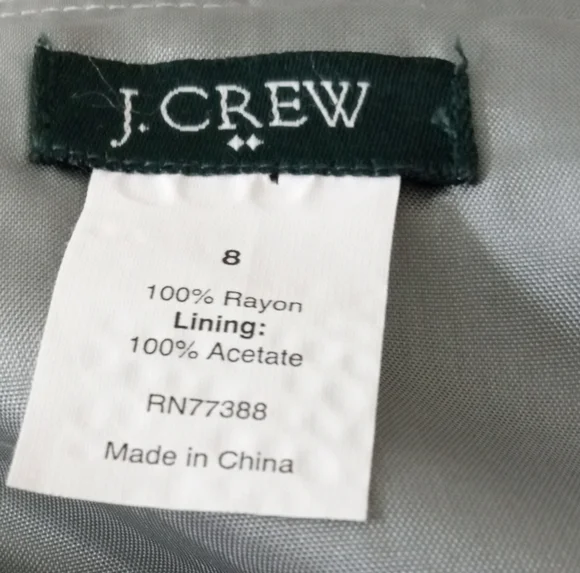 J.CREW
8
100% Rayon
Lining:
100% Acetate
RN77388
Made in China